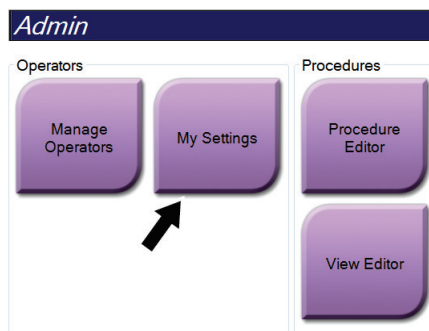 Admin
Operators
Manage
Operators
My Settings
Procedures
Procedure
Editor
View Editor